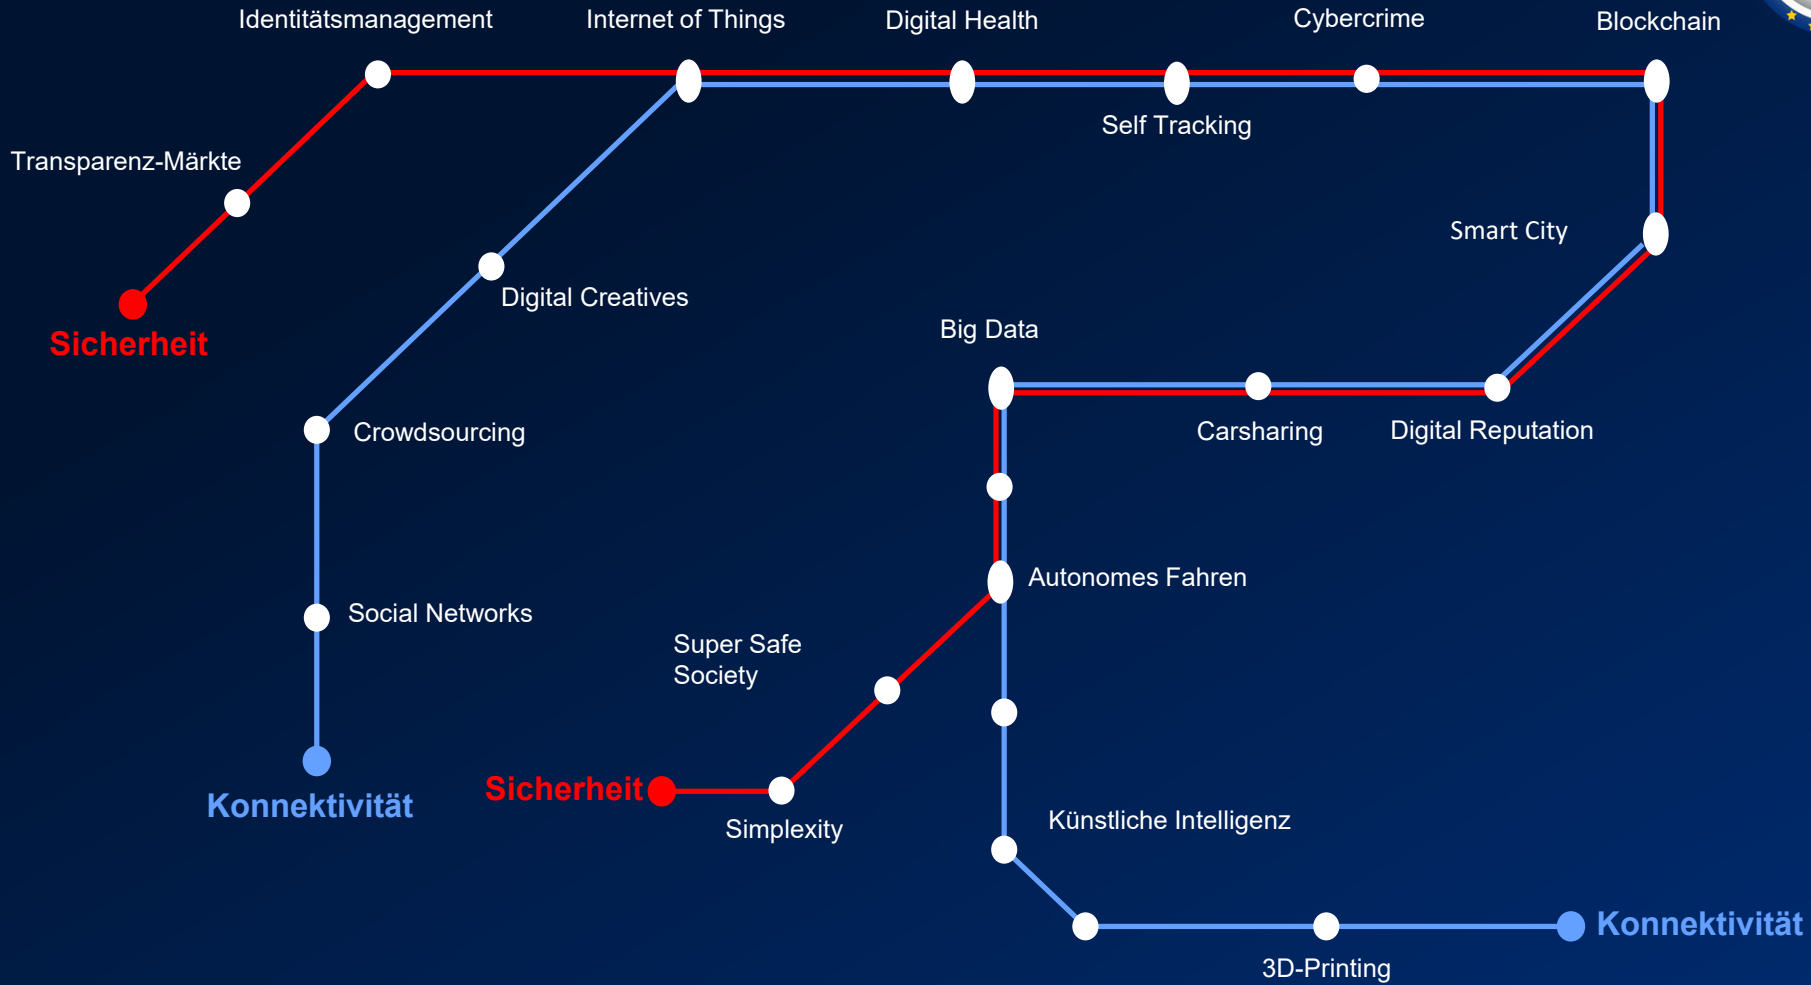 Identitätsmanagement
Internet of Things
Digital Health
Cybercrime
Blockchain
Self Tracking
Transparenz-Märkte
Smart City
Digital Creatives
Sicherheit
Big Data
Crowdsourcing
Carsharing
Digital Reputation
Autonomes Fahren
Social Networks
Super Safe
Society
Sicherheit
Konnektivität
Simplexity
Künstliche Intelligenz
Konnektivität
3D-Printing